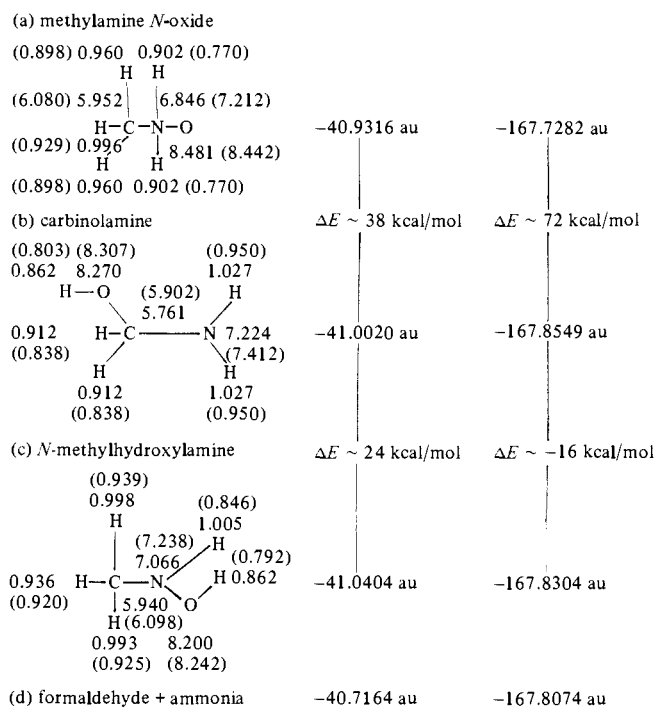 (a) methylamine N-oxide
(0.898) 0.960 0.902 (0.770)
H H
(6.080) 5.952 6.846 (7.212)
H–C–N–O −40.9316 au −167.7282 au
(0.929) 0.996 8.481 (8.442)
H H
(0.898) 0.960 0.902 (0.770)
(b) carbinolamine ΔE ~ 38 kcal/mol ΔE ~ 72 kcal/mol
(0.803) (8.307) (0.950)
0.862 8.270 1.027
H—O (5.902) H
5.761
0.912 H–C—N 7.224 −41.0020 au −167.8549 au
(0.838) (7.412)
H H
0.912 1.027
(0.838) (0.950)
(c) N-methylhydroxylamine ΔE ~ 24 kcal/mol ΔE ~ −16 kcal/mol
(0.939)
0.998 (0.846)
H 1.005
(7.238) H (0.792)
7.066 H 0.862
0.936 H–C–N −41.0404 au −167.8304 au
(0.920) 5.940 O
H (6.098)
0.993 8.200
(0.925) (8.242)
(d) formaldehyde + ammonia −40.7164 au −167.8074 au